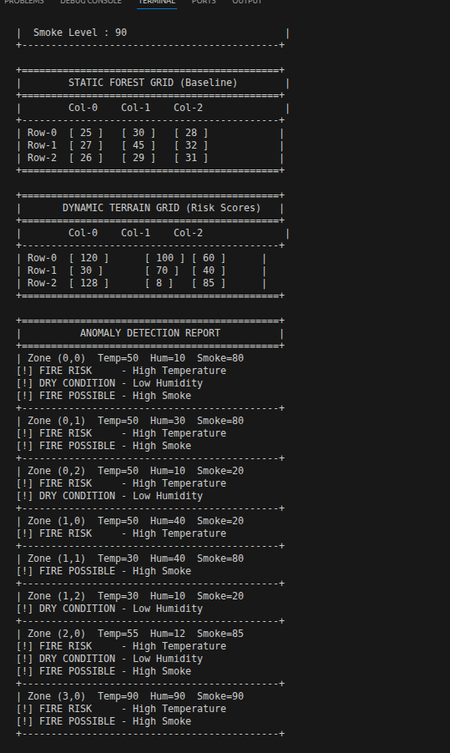 PROBLEMS DEBUG CONSOLE TERMINAL PORTS OUTPUT
|  Smoke Level : 90                           |
+--------------------------------------------+
+============================================+
|        STATIC FOREST GRID (Baseline)        |
+============================================+
|        Col-0    Col-1    Col-2              |
+--------------------------------------------+
| Row-0  [ 25 ]   [ 30 ]   [ 28 ]            |
| Row-1  [ 27 ]   [ 45 ]   [ 32 ]            |
| Row-2  [ 26 ]   [ 29 ]   [ 31 ]            |
+============================================+
+============================================+
|       DYNAMIC TERRAIN GRID (Risk Scores)   |
+============================================+
|        Col-0    Col-1    Col-2              |
+--------------------------------------------+
| Row-0  [ 120 ]      [ 100 ] [ 60 ]      |
| Row-1  [ 30 ]       [ 70 ]  [ 40 ]      |
| Row-2  [ 128 ]      [ 8 ]   [ 85 ]      |
+============================================+
+============================================+
|          ANOMALY DETECTION REPORT          |
+============================================+
| Zone (0,0)  Temp=50  Hum=10  Smoke=80
[!] FIRE RISK     - High Temperature
[!] DRY CONDITION - Low Humidity
[!] FIRE POSSIBLE - High Smoke
+--------------------------------------------+
| Zone (0,1)  Temp=50  Hum=30  Smoke=80
[!] FIRE RISK     - High Temperature
[!] FIRE POSSIBLE - High Smoke
+--------------------------------------------+
| Zone (0,2)  Temp=50  Hum=10  Smoke=20
[!] FIRE RISK     - High Temperature
[!] DRY CONDITION - Low Humidity
+--------------------------------------------+
| Zone (1,0)  Temp=50  Hum=40  Smoke=20
[!] FIRE RISK     - High Temperature
+--------------------------------------------+
| Zone (1,1)  Temp=30  Hum=40  Smoke=80
[!] FIRE POSSIBLE - High Smoke
+--------------------------------------------+
| Zone (1,2)  Temp=30  Hum=10  Smoke=20
[!] DRY CONDITION - Low Humidity
+--------------------------------------------+
| Zone (2,0)  Temp=55  Hum=12  Smoke=85
[!] FIRE RISK     - High Temperature
[!] DRY CONDITION - Low Humidity
[!] FIRE POSSIBLE - High Smoke
+--------------------------------------------+
| Zone (3,0)  Temp=90  Hum=90  Smoke=90
[!] FIRE RISK     - High Temperature
[!] FIRE POSSIBLE - High Smoke
+--------------------------------------------+